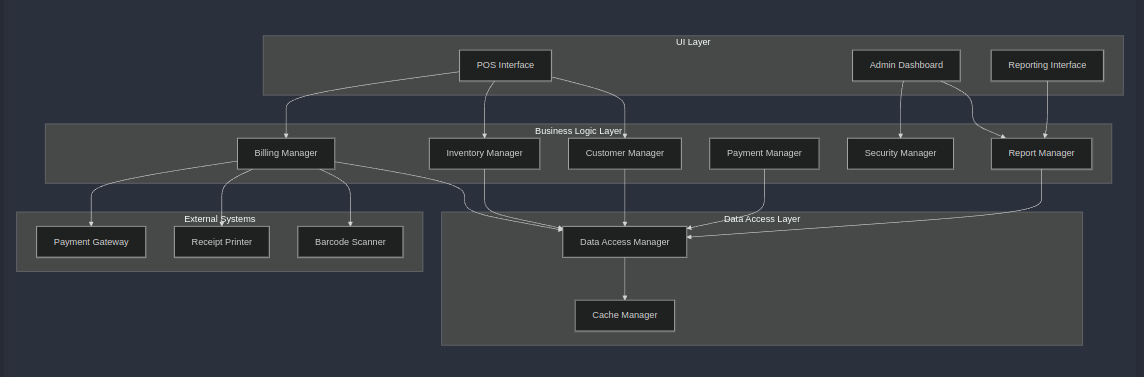 UI Layer
POS Interface
Admin Dashboard
Reporting Interface
Business Logic Layer
Billing Manager
Inventory Manager
Customer Manager
Payment Manager
Security Manager
Report Manager
External Systems
Data Access Layer
Payment Gateway
Receipt Printer
Barcode Scanner
Data Access Manager
Cache Manager